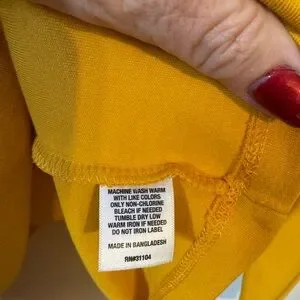 MACHINE WASH WARM
WITH LIKE COLORS
ONLY NON-CHLORINE
BLEACH IF NEEDED
TUMBLE DRY LOW
WARM IRON IF NEEDED
DO NOT IRON LABEL
MADE IN BANGLADESH
RN#31104